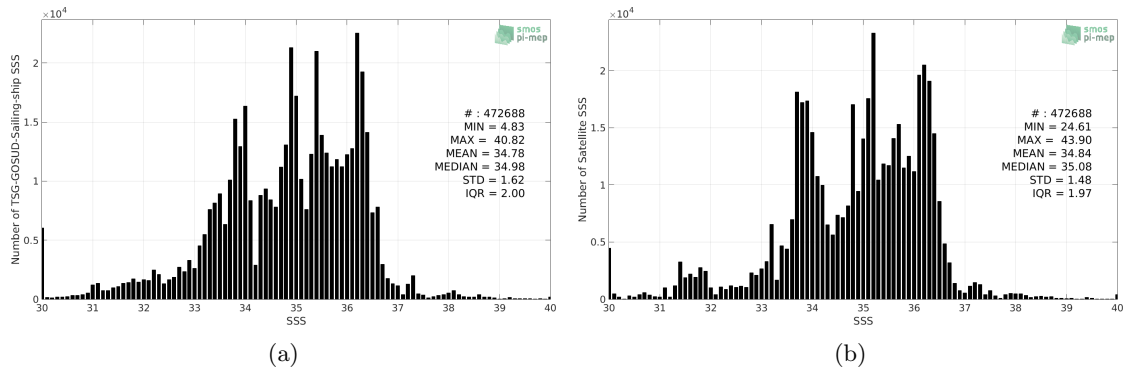 ×10⁴
Number of TSG-GOSUD-Sailing-ship SSS
2
1.5
1
0.5
0
30 31 32 33 34 35 36 37 38 39 40
SSS
smos
pi-mep
# : 472688
MIN = 4.83
MAX = 40.82
MEAN = 34.78
MEDIAN = 34.98
STD = 1.62
IQR = 2.00
(a)
×10⁴
Number of Satellite SSS
2
1.5
1
0.5
0
30 31 32 33 34 35 36 37 38 39 40
SSS
smos
pi-mep
# : 472688
MIN = 24.61
MAX = 43.90
MEAN = 34.84
MEDIAN = 35.08
STD = 1.48
IQR = 1.97
(b)